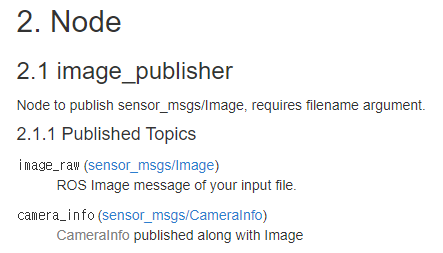 2. Node
2.1 image_publisher
Node to publish sensor_msgs/Image, requires filename argument.
2.1.1 Published Topics
image_raw (sensor_msgs/Image)
ROS Image message of your input file.
camera_info (sensor_msgs/CameraInfo)
CameraInfo published along with Image